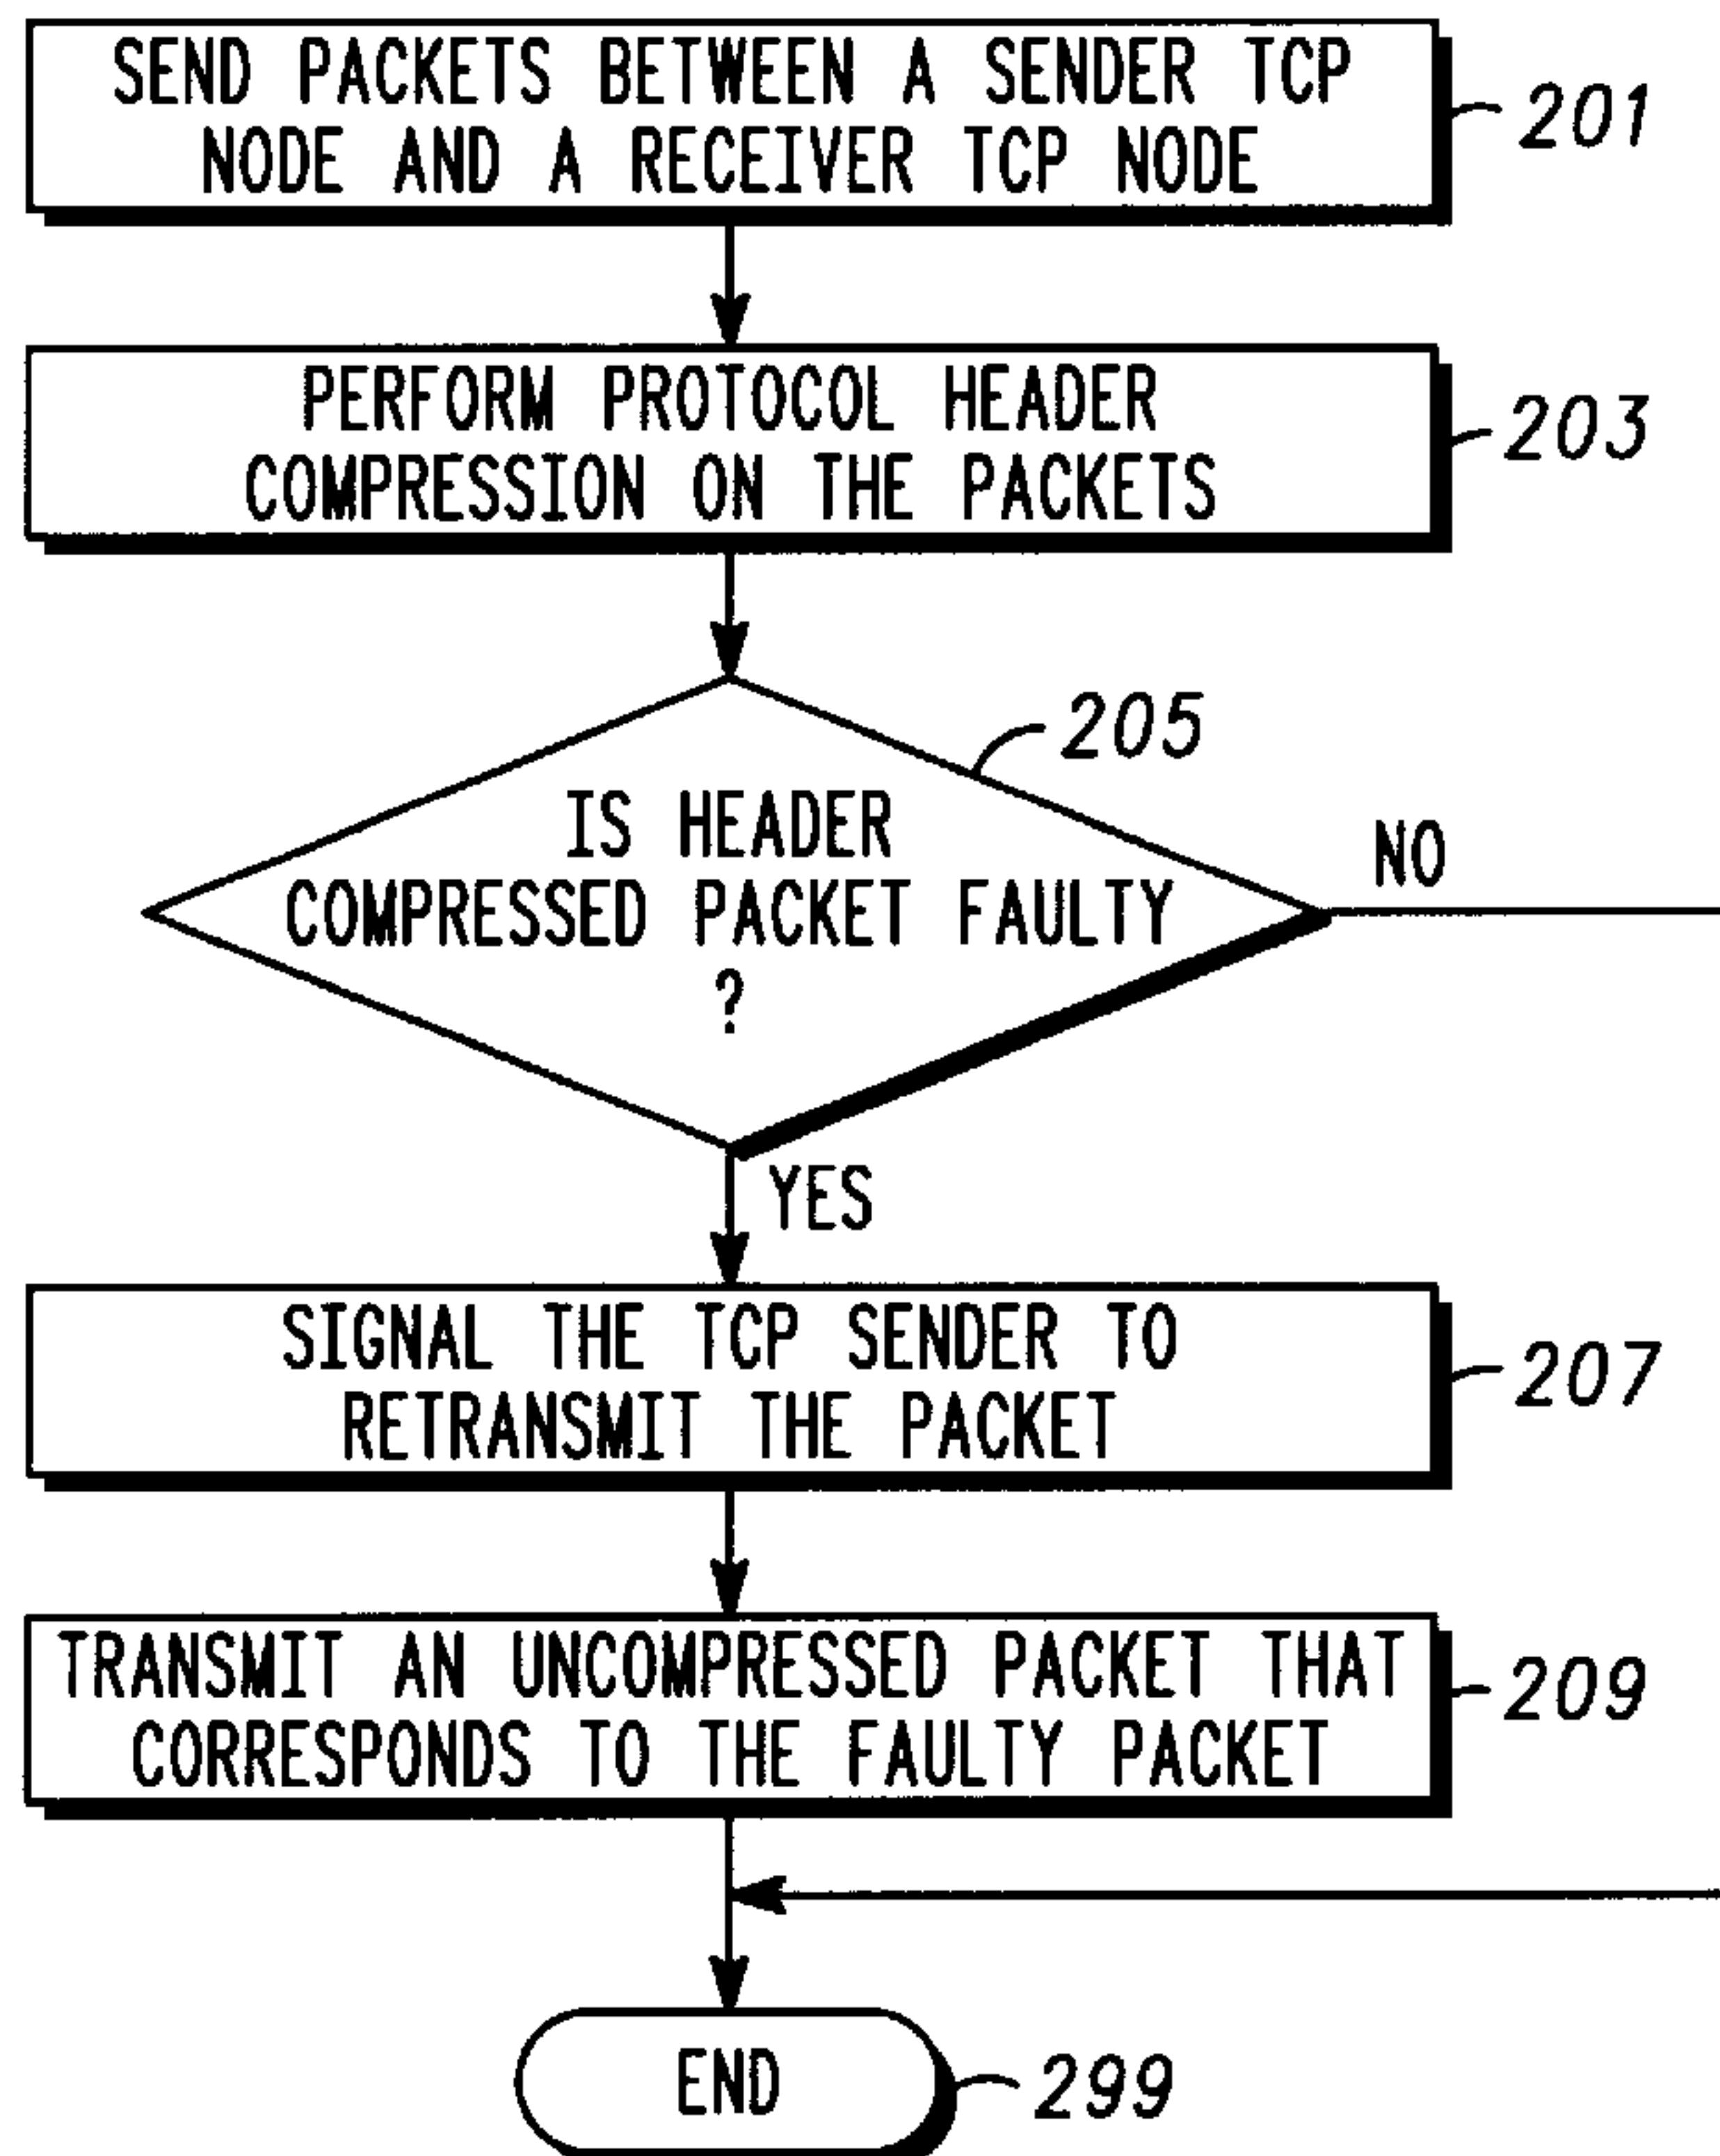 SEND PACKETS BETWEEN A SENDER TCP
NODE AND A RECEIVER TCP NODE
201
PERFORM PROTOCOL HEADER
COMPRESSION ON THE PACKETS
203
205
IS HEADER
COMPRESSED PACKET FAULTY
?
NO
YES
SIGNAL THE TCP SENDER TO
RETRANSMIT THE PACKET
207
TRANSMIT AN UNCOMPRESSED PACKET THAT
CORRESPONDS TO THE FAULTY PACKET
209
END
299